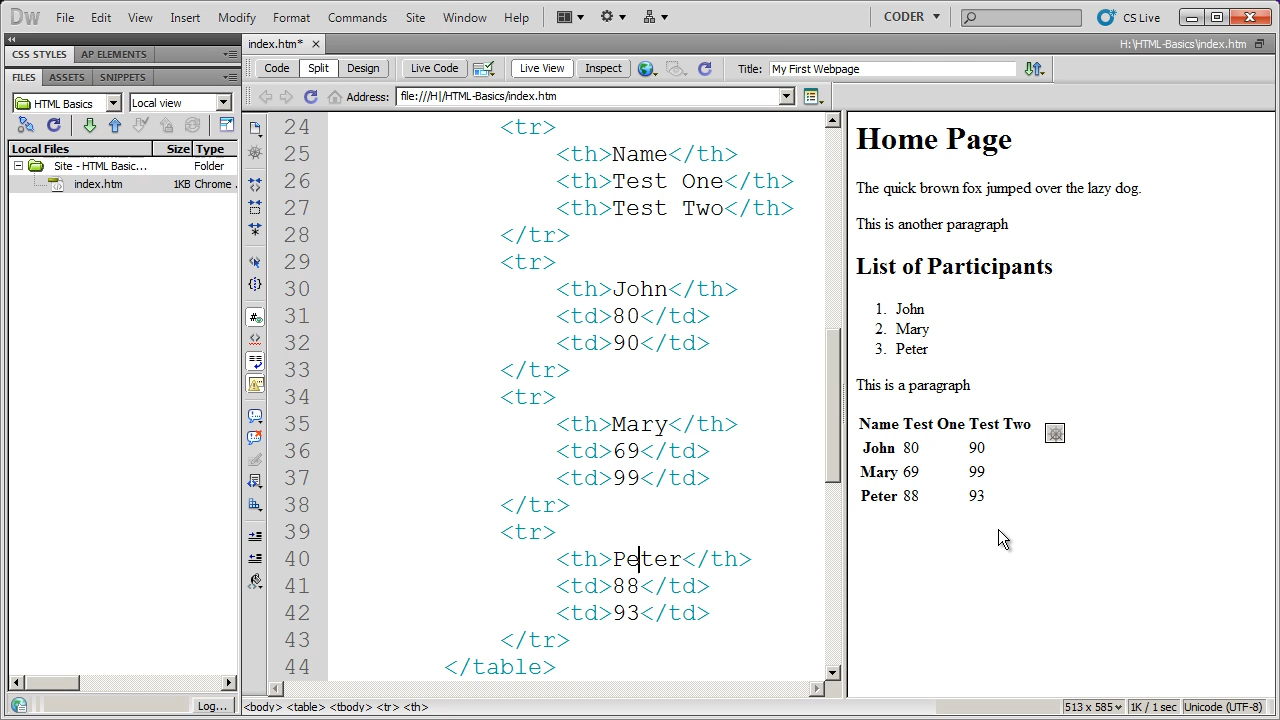 Dw File Edit View Insert Modify Format Commands Site Window Help CODER CS Live
CSS STYLES AP ELEMENTS
FILES ASSETS SNIPPETS
HTML Basics Local view
Local Files Size Type
Site - HTML Basic... Folder
index.htm 1KB Chrome .
Log...
index.htm* H:\HTML-Basics\index.htm
Code Split Design Live Code Live View Inspect Title: My First Webpage
Address: file:///H|/HTML-Basics/index.htm
24 <tr>
25 <th>Name</th>
26 <th>Test One</th>
27 <th>Test Two</th>
28 </tr>
29 <tr>
30 <th>John</th>
31 <td>80</td>
32 <td>90</td>
33 </tr>
34 <tr>
35 <th>Mary</th>
36 <td>69</td>
37 <td>99</td>
38 </tr>
39 <tr>
40 <th>Peter</th>
41 <td>88</td>
42 <td>93</td>
43 </tr>
44 </table>
Home Page
The quick brown fox jumped over the lazy dog.
This is another paragraph
List of Participants
1. John
2. Mary
3. Peter
This is a paragraph
Name Test One Test Two
John 80 90
Mary 69 99
Peter 88 93
<body> <table> <tbody> <tr> <th> 513 x 585 1K / 1 sec Unicode (UTF-8)